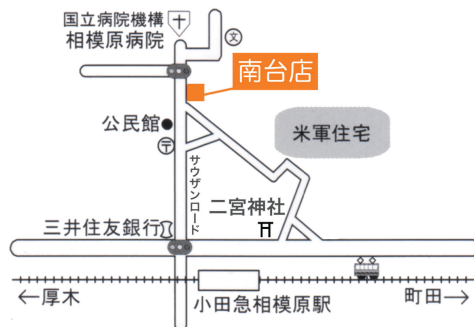 国立病院機構
相模原病院
文
南台店
公民館
〒
米軍住宅
サウザンロード
二宮神社
三井住友銀行
←厚木
小田急相模原駅
町田→